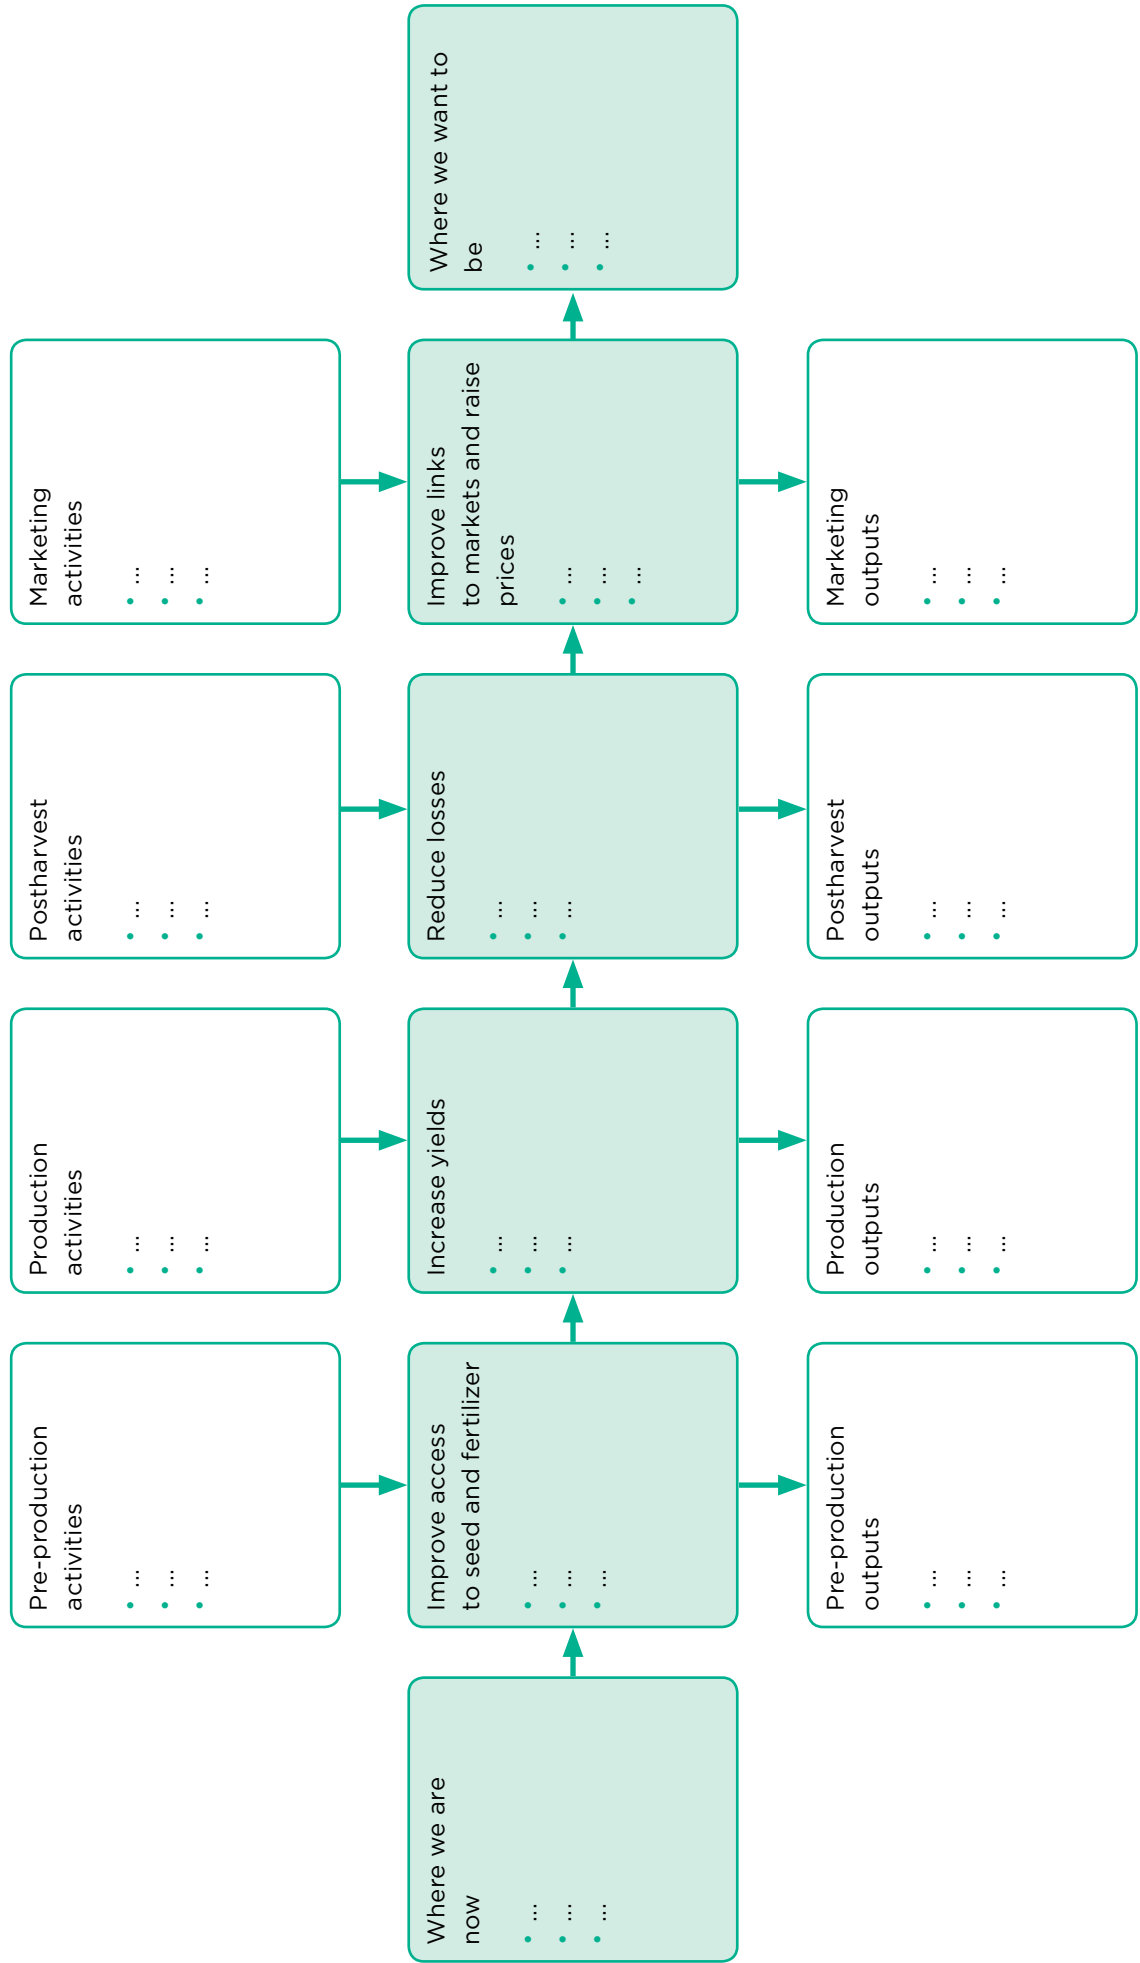 Pre-production
activities
• ...
• ...
• ...
Production
activities
• ...
• ...
• ...
Postharvest
activities
• ...
• ...
• ...
Marketing
activities
• ...
• ...
• ...
Where we are
now
• ...
• ...
• ...
Improve access
to seed and fertilizer
• ...
• ...
• ...
Increase yields
• ...
• ...
• ...
Reduce losses
• ...
• ...
• ...
Improve links
to markets and raise
prices
• ...
• ...
• ...
Where we want to
be
• ...
• ...
• ...
Pre-production
outputs
• ...
• ...
• ...
Production
outputs
• ...
• ...
• ...
Postharvest
outputs
• ...
• ...
• ...
Marketing
outputs
• ...
• ...
• ...